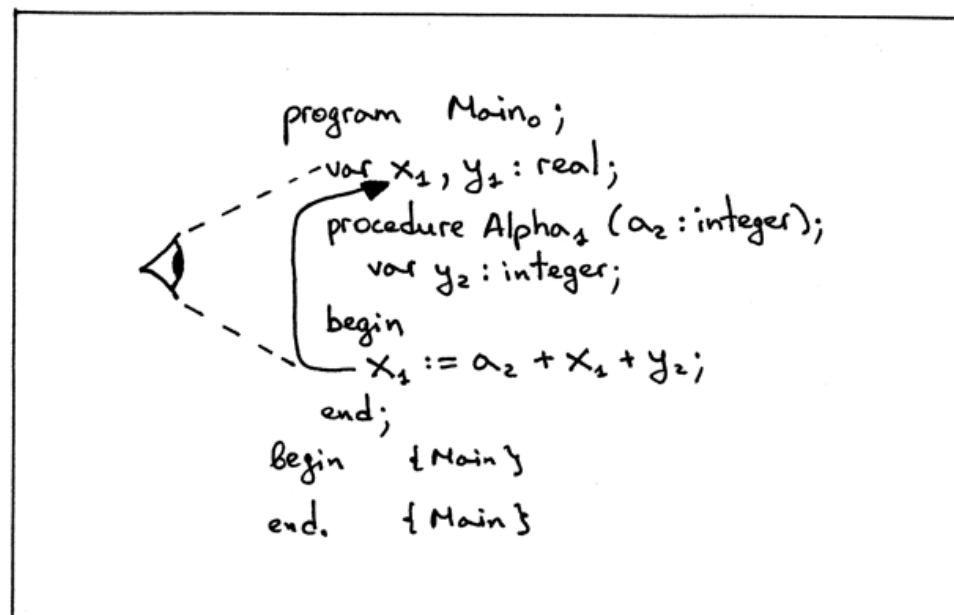 program Main₀;
var x₁, y₁ : real;
procedure Alpha₁ (a₂ : integer);
var y₂ : integer;
begin
x₁ := a₂ + x₁ + y₂;
end;
begin {Main}
end. {Main}